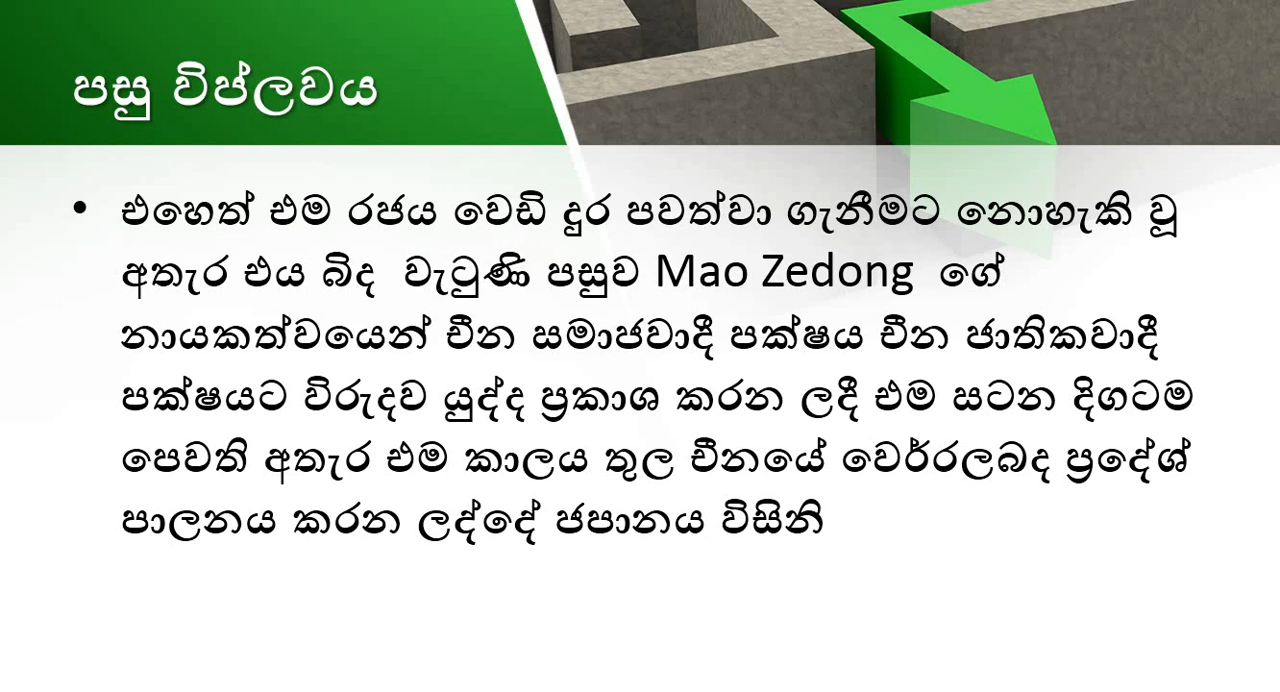 පසු විප්ලවය
• එහෙත් එම රජය වෙඩි දුර පවත්වා ගැනීමට නොහැකි වූ
අතැර එය බිද වැටුණි පසුව Mao Zedong ගේ
නායකත්වයෙන් චීන සමාජවාදී පක්ෂය චීන ජාතිකවාදී
පක්ෂයට විරුදව යුද්ද ප්‍රකාශ කරන ලදී එම සටන දිගටම
පෙවති අතැර එම කාලය තුල චීනයේ වෙර්රලබද ප්‍රදේශ්
පාලනය කරන ලද්දේ ජපානය විසිනි